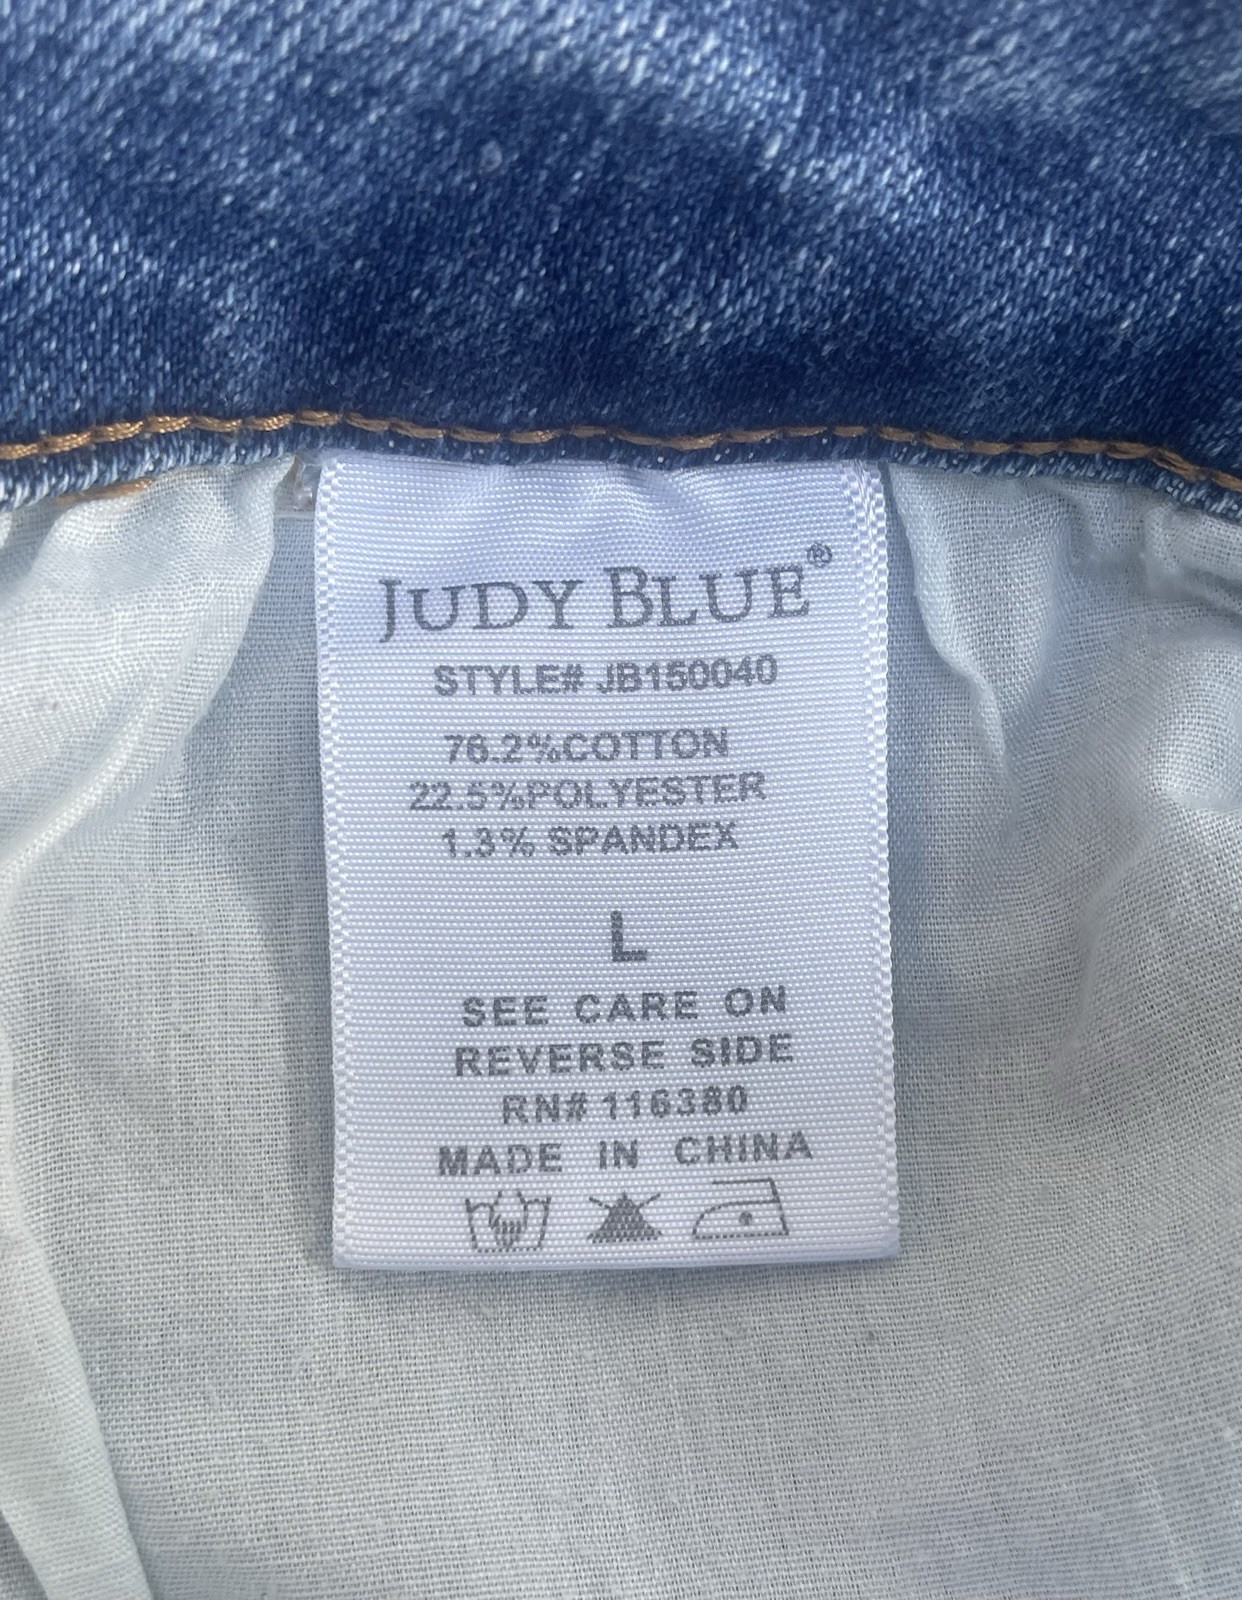 JUDY BLUE®
STYLE# JB150040
76.2%COTTON
22.5%POLYESTER
1.3% SPANDEX
L
SEE CARE ON
REVERSE SIDE
RN# 116380
MADE IN CHINA